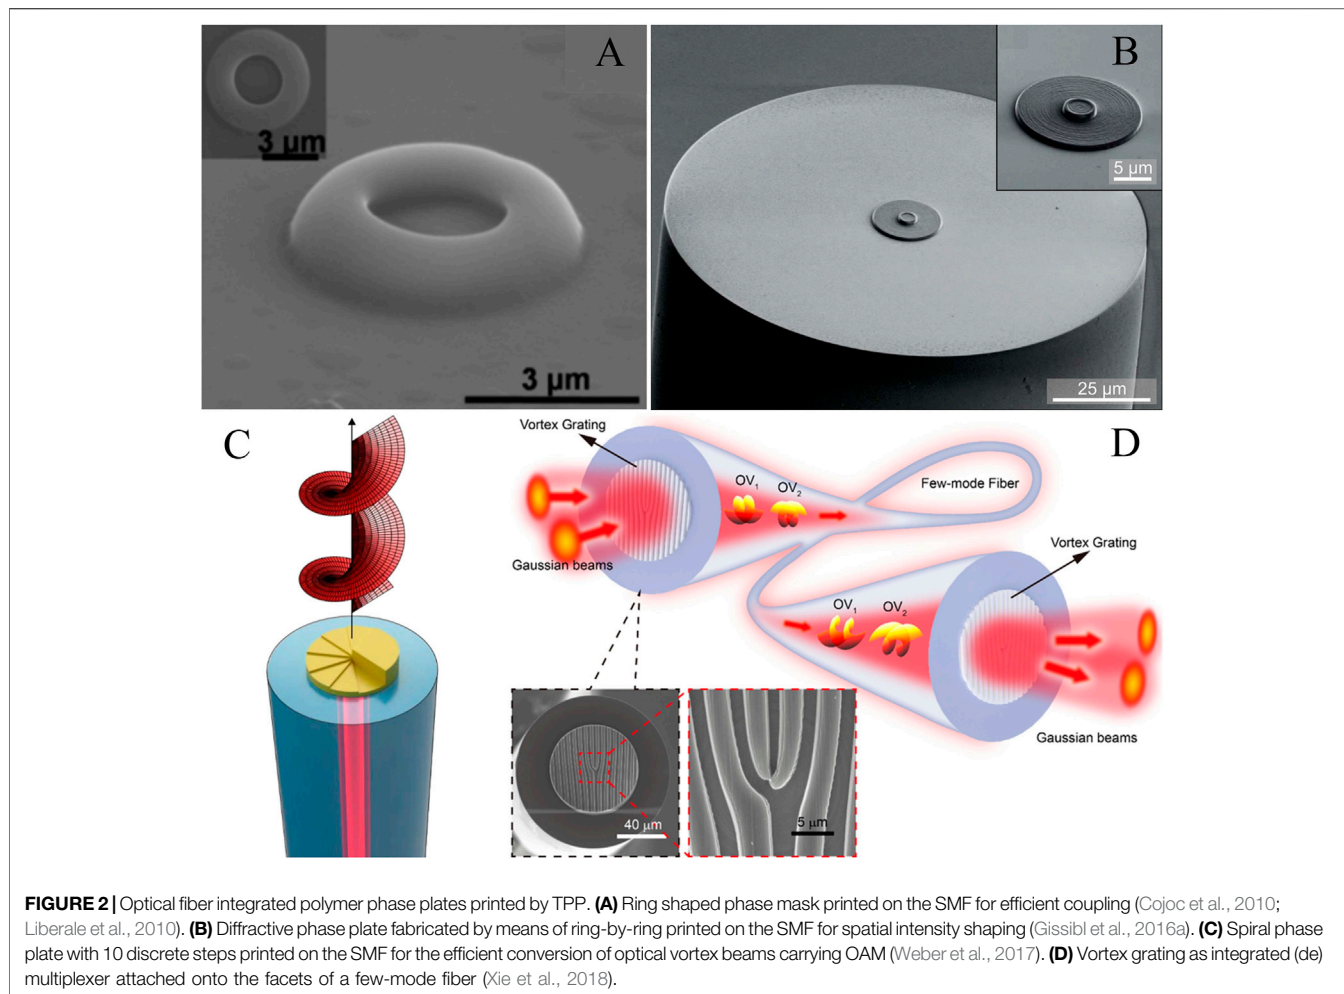 A
3 µm
3 µm
B
5 µm
25 µm
C
D
Vortex Grating
OV1
OV2
Few-mode Fiber
Gaussian beams
Vortex Grating
OV1
OV2
Gaussian beams
40 µm
5 µm
FIGURE 2 | Optical fiber integrated polymer phase plates printed by TPP. (A) Ring shaped phase mask printed on the SMF for efficient coupling (Cojoc et al., 2010;
Liberale et al., 2010). (B) Diffractive phase plate fabricated by means of ring-by-ring printed on the SMF for spatial intensity shaping (Gissibl et al., 2016a). (C) Spiral phase
plate with 10 discrete steps printed on the SMF for the efficient conversion of optical vortex beams carrying OAM (Weber et al., 2017). (D) Vortex grating as integrated (de)
multiplexer attached onto the facets of a few-mode fiber (Xie et al., 2018).